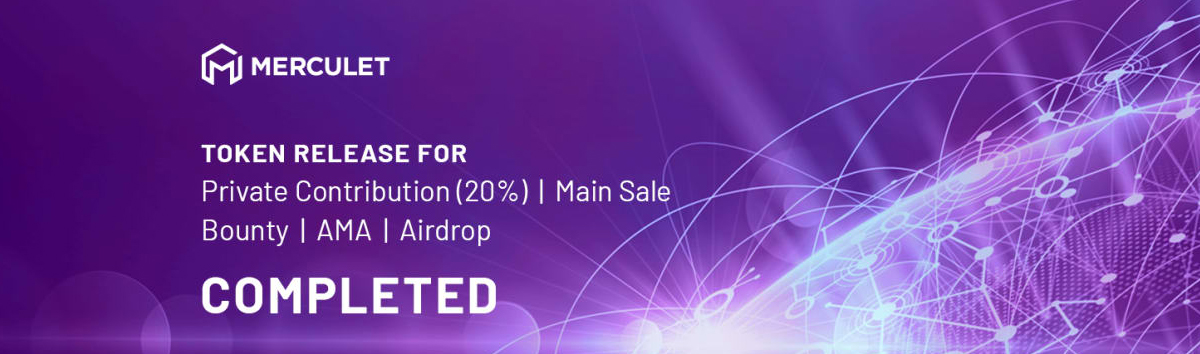 MERCULET
TOKEN RELEASE FOR
Private Contribution (20%) | Main Sale
Bounty | AMA | Airdrop
COMPLETED